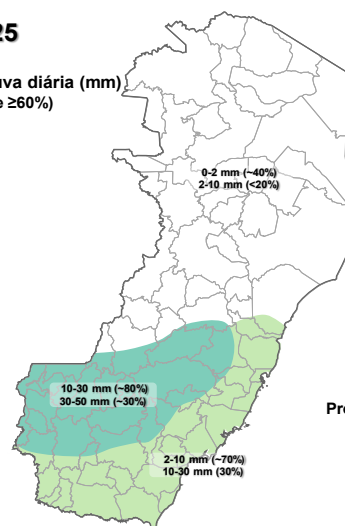 25
uva diária (mm)
e ≥60%)
0-2 mm (~40%)
2-10 mm (<20%)
10-30 mm (~80%)
30-50 mm (~30%)
Pre
2-10 mm (~70%)
10-30 mm (30%)